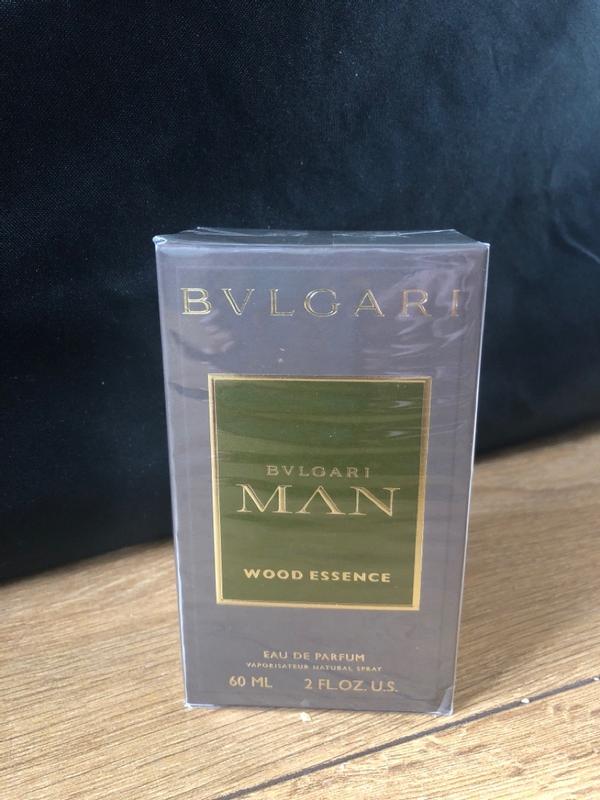 BVLGARI
BVLGARI
MAN
WOOD ESSENCE
EAU DE PARFUM
VAPORISATEUR NATURAL SPRAY
60 ML 2 FL.OZ. U.S.